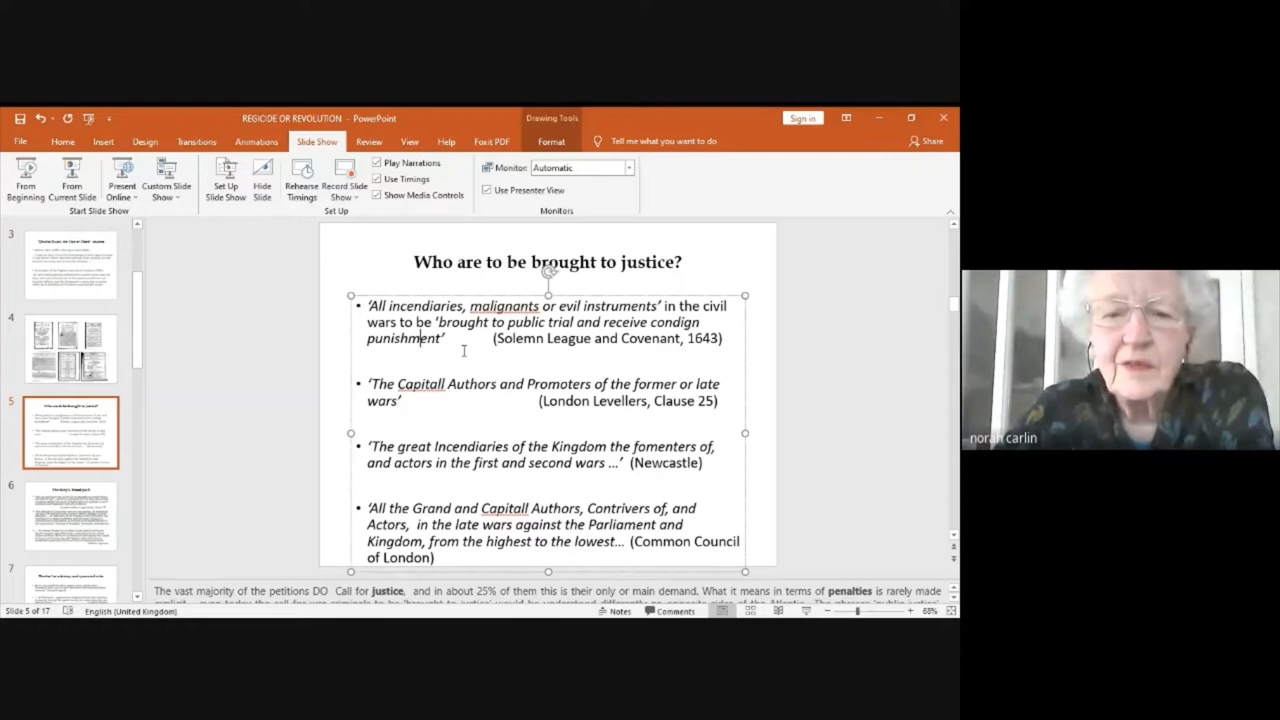 REGICIDE OR REVOLUTION - PowerPoint
Drawing Tools
Sign in
File Home Insert Design Transitions Animations Slide Show Review View Help Foxit PDF Format Tell me what you want to do Share
From Beginning
From Current Slide
Present Online
Custom Slide Show
Start Slide Show
Set Up Slide Show
Hide Slide
Rehearse Timings
Record Slide Show
Play Narrations
Use Timings
Show Media Controls
Set Up
Monitor: Automatic
Use Presenter View
Monitors
3
4
5
6
7
Who are to be brought to justice?
• ‘All incendiaries, malignants or evil instruments’ in the civil
wars to be ‘brought to public trial and receive condign
punishment’ (Solemn League and Covenant, 1643)
• ‘The Capitall Authors and Promoters of the former or late
wars’ (London Levellers, Clause 25)
• ‘The great Incendiaries of the Kingdom the fomenters of,
and actors in the first and second wars ...’ (Newcastle)
• ‘All the Grand and Capitall Authors, Contrivers of, and
Actors, in the late wars against the Parliament and
Kingdom, from the highest to the lowest... (Common Council
of London)
The vast majority of the petitions DO Call for justice, and in about 25% of them this is their only or main demand. What it means in terms of penalties is rarely made
Slide 5 of 17 English (United Kingdom) Notes Comments 68%
norah carlin